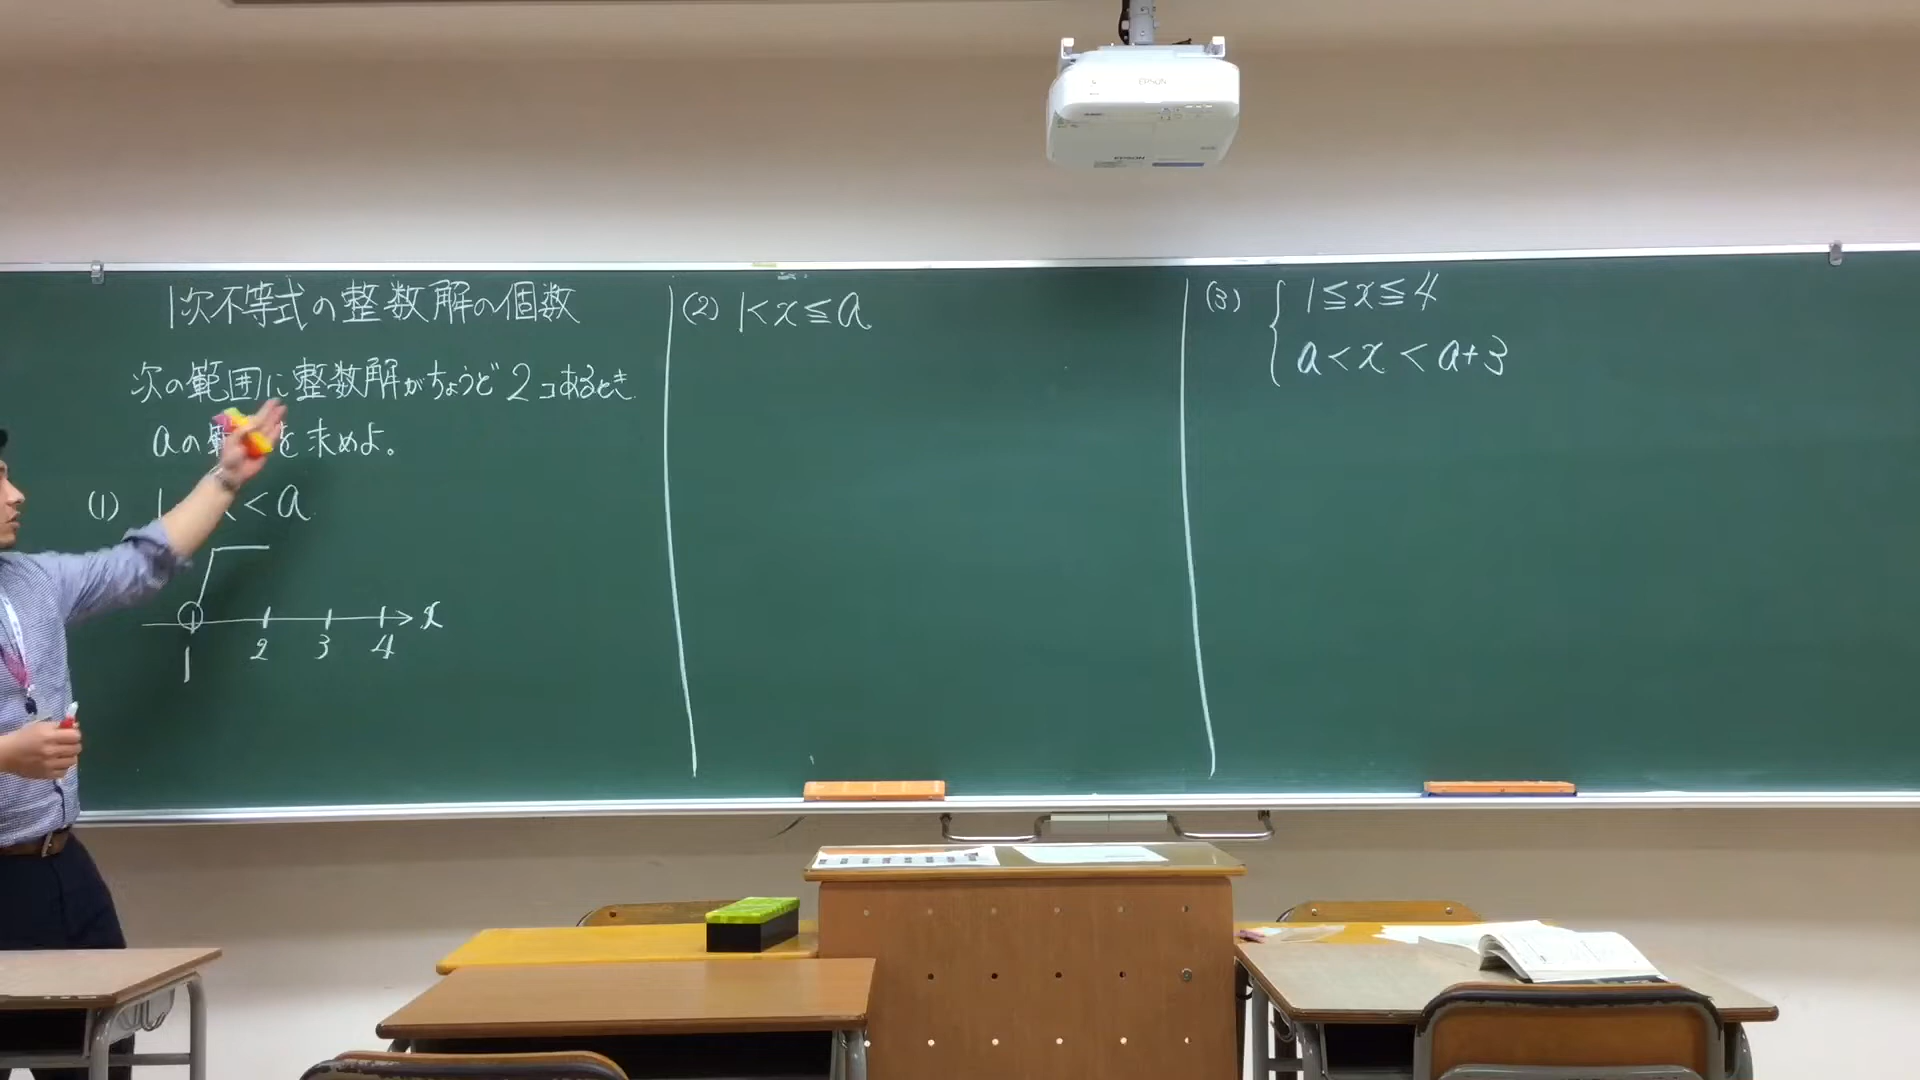 1次不等式の整数解の個数
次の範囲に整数解がちょうど2コあるとき
aの を求めよ。
(1) 1 < a
x
1 2 3 4
(2) 1<x≦a
(3) 1≦x≦4
a<x<a+3
EPSON
EPSON